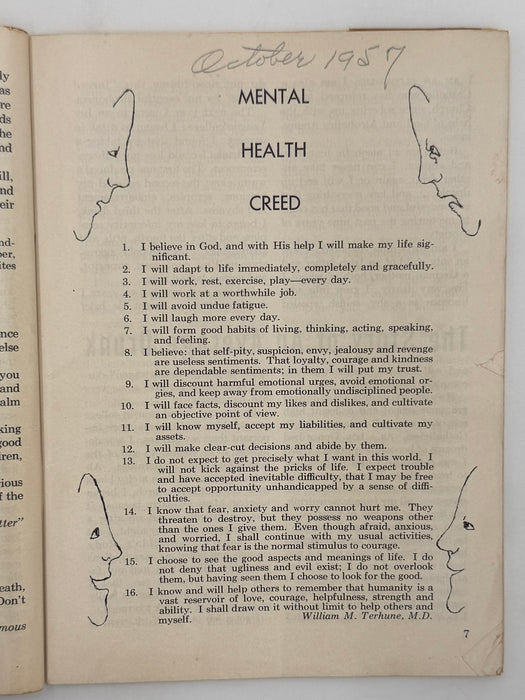 October 1957
MENTAL
HEALTH
CREED
1. I believe in God, and with His help I will make my life sig-
nificant.
2. I will adapt to life immediately, completely and gracefully.
3. I will work, rest, exercise, play—every day.
4. I will work at a worthwhile job.
5. I will avoid undue fatigue.
6. I will laugh more every day.
7. I will form good habits of living, thinking, acting, speaking,
and feeling.
8. I believe: that self-pity, suspicion, envy, jealousy and revenge
are useless sentiments. That loyalty, courage and kindness
are dependable sentiments; in them I will put my trust.
9. I will discount harmful emotional urges, avoid emotional or-
gies, and keep away from emotionally undisciplined people.
10. I will face facts, discount my likes and dislikes, and cultivate
an objective point of view.
11. I will know myself, accept my liabilities, and cultivate my
assets.
12. I will make clear-cut decisions and abide by them.
13. I do not expect to get precisely what I want in this world. I
will not kick against the pricks of life. I expect trouble
and have accepted inevitable difficulty, that I may be free
to accept opportunity unhandicapped by a sense of diffi-
culties.
14. I know that fear, anxiety and worry cannot hurt me. They
threaten to destroy, but they possess no weapons other
than the ones I give them. Even though afraid, anxious,
and worried, I shall continue with my usual activities,
knowing that fear is the normal stimulus to courage.
15. I choose to see the good aspects and meanings of life. I do
not deny that ugliness and evil exist; I do not overlook
them, but having seen them I choose to look for the good.
16. I know and will help others to remember that humanity is a
vast reservoir of love, courage, helpfulness, strength and
ability. I shall draw on it without limit to help others and
myself. William M. Terhune, M.D.
7